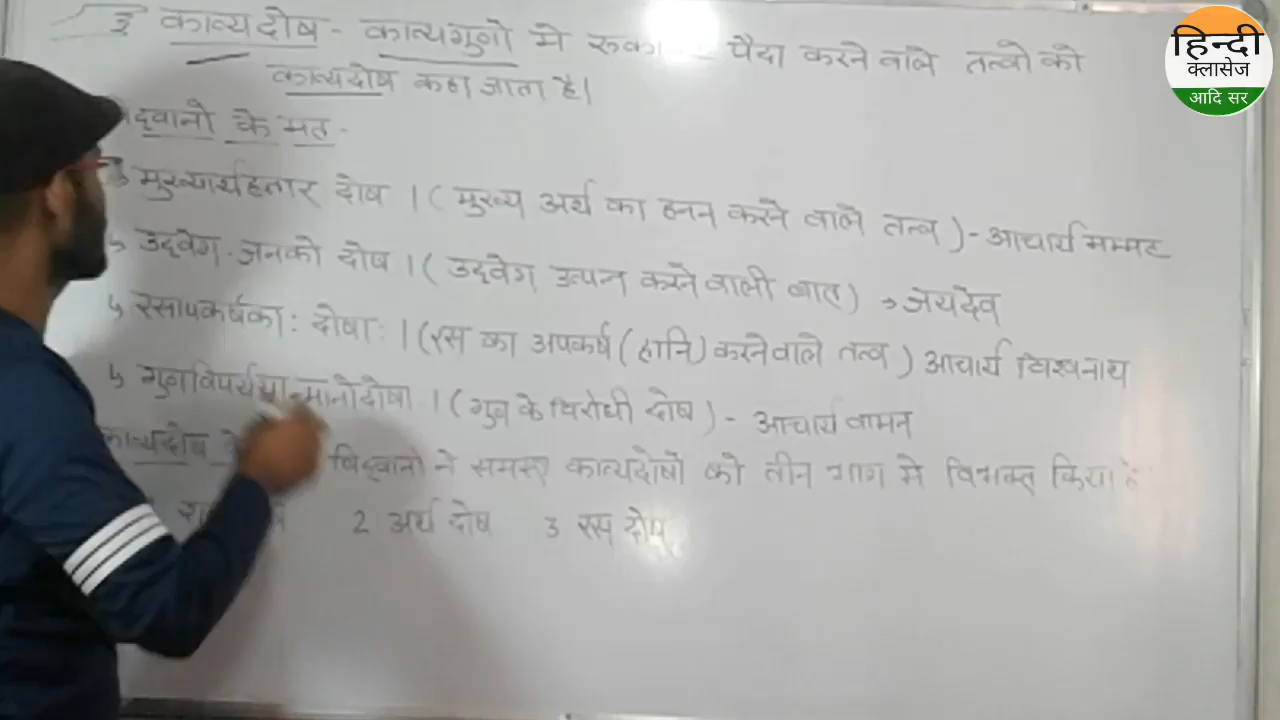 काव्यदोष - काव्यगुणो मे रुका पैदा करने वाले तत्वो को
काव्यदोष कहा जाता है।
विद्वानो के मत -
↳ मुख्यार्थहतार दोष । ( मुख्य अर्थ का हनन करने वाले तत्व ) - आचार्य मम्मट
↳ उद्वेग जनको दोष । ( उद्वेग उत्पन्न करने वाली बात ) → जयदेव
↳ रसापकर्षका: दोषा: । (रस का अपकर्ष (हानि) करने वाले तत्व ) आचार्य विश्वनाथ
↳ गुणविपर्ययात्मानोदोषा । (गुण के विरोधी दोष ) - आचार्य वामन
काव्यदोष विद्वानो ने समस्त काव्यदोषो को तीन भाग मे विभक्त किया है
2 अर्थ दोष 3 रस दोष
हिन्दी
क्लासेज
आदि सर